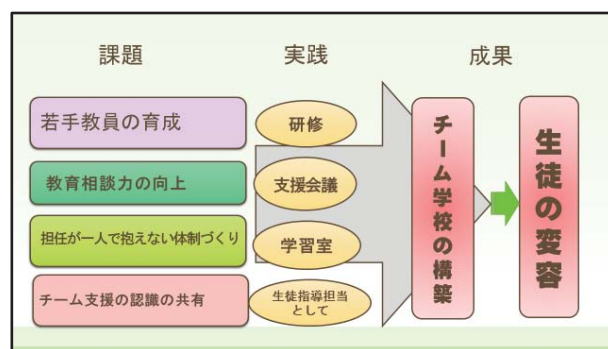 課題
実践
成果
若手教員の育成
研修
教育相談力の向上
支援会議
担任が一人で抱えない体制づくり
学習室
チーム支援の認識の共有
生徒指導担当
として
チーム学校の構築
生徒の変容